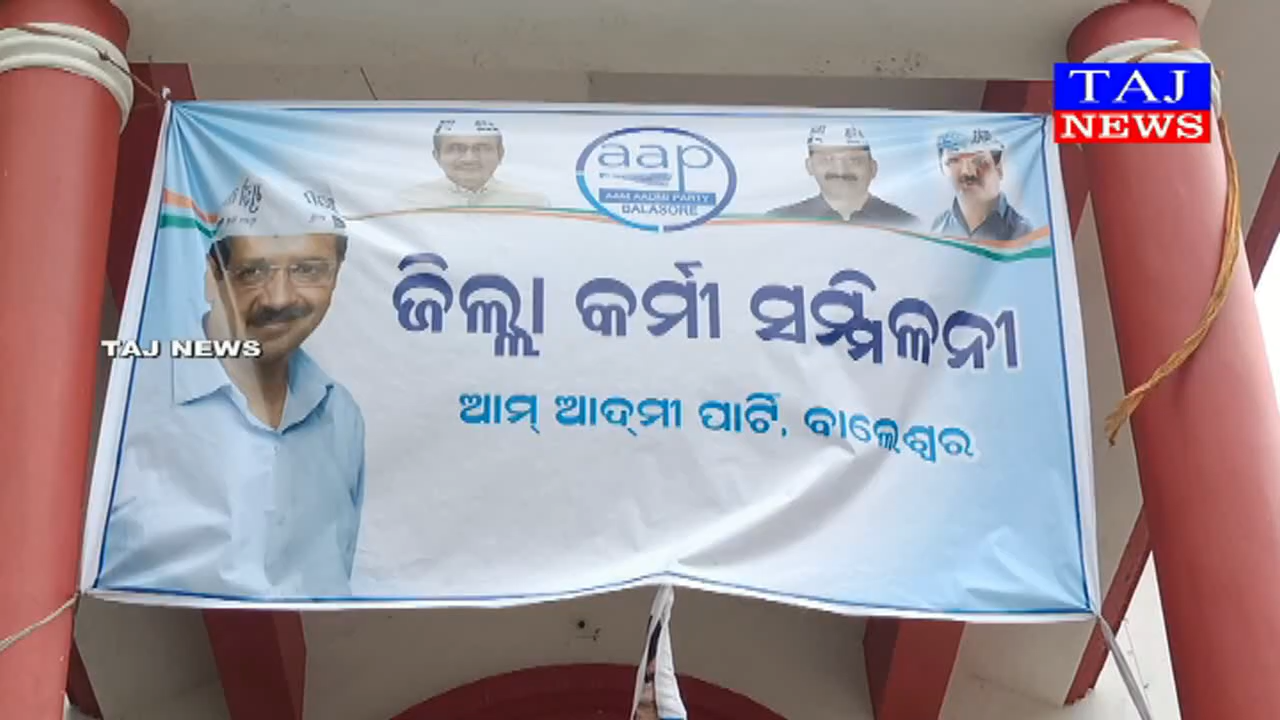 TAJ
NEWS
aap
AAM AADMI PARTY
BALASORE
ଜିଲ୍ଲା କର୍ମୀ ସମ୍ମିଳନୀ
TAJ NEWS
ଆମ୍ ଆଦ୍‌ମୀ ପାର୍ଟି, ବାଲେଶ୍ୱର